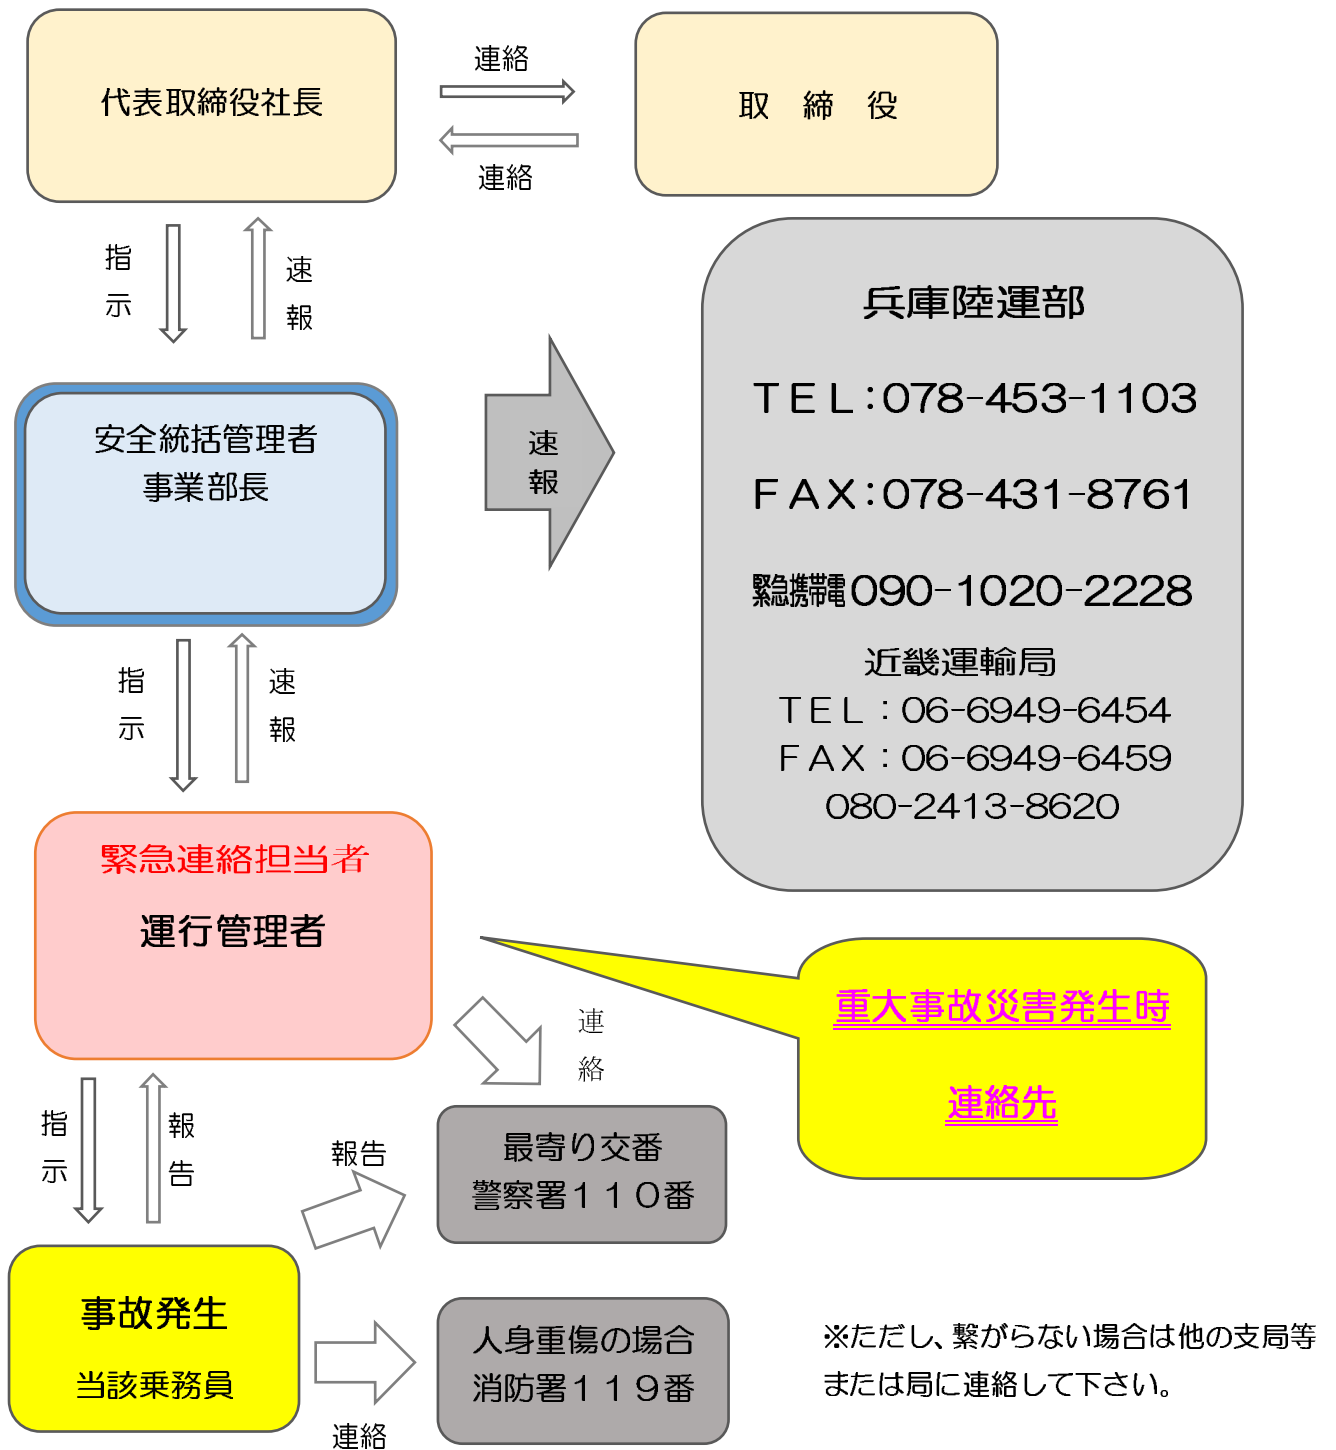 代表取締役社長
連絡
連絡
取　締　役
指示
速報
安全統括管理者
事業部長
速報
兵庫陸運部
ＴＥＬ：078-453-1103
ＦＡＸ：078-431-8761
緊急携帯電090-1020-2228
近畿運輸局
ＴＥＬ：06-6949-6454
ＦＡＸ：06-6949-6459
080-2413-8620
指示
速報
緊急連絡担当者
運行管理者
重大事故災害発生時
連絡先
連絡
指示
報告
報告
最寄り交番
警察署１１０番
事故発生
当該乗務員
連絡
人身重傷の場合
消防署１１９番
※ただし、繋がらない場合は他の支局等
または局に連絡して下さい。